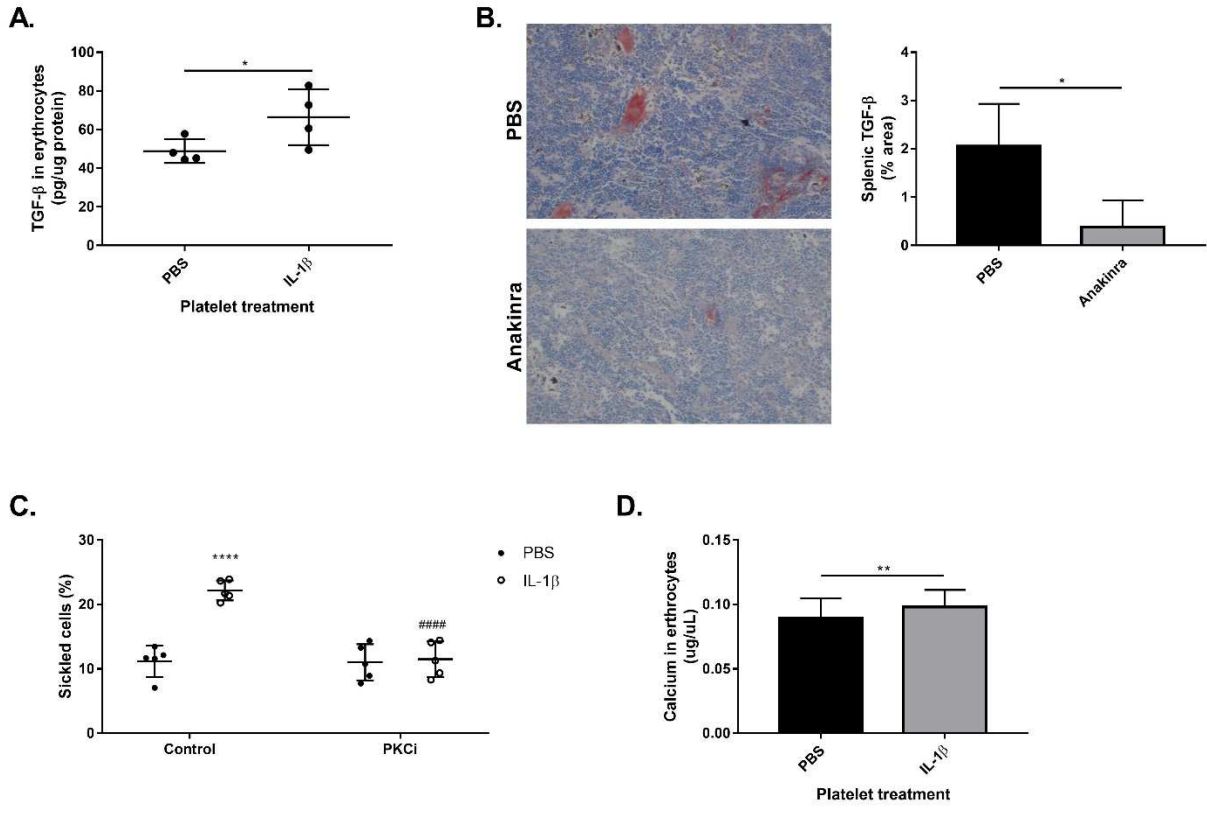 A.
TGF-β in erythrocytes
(pg/ug protein)
100
80
60
40
20
0
*
PBS
IL-1β
Platelet treatment
B.
PBS
Anakinra
Splenic TGF-β
(% area)
4
3
2
1
0
*
PBS
Anakinra
C.
Sickled cells (%)
30
20
10
0
****
####
Control
PKCi
PBS
IL-1β
D.
Calcium in erthrocytes
(ug/uL)
0.15
0.10
0.05
0.00
**
PBS
IL-1β
Platelet treatment